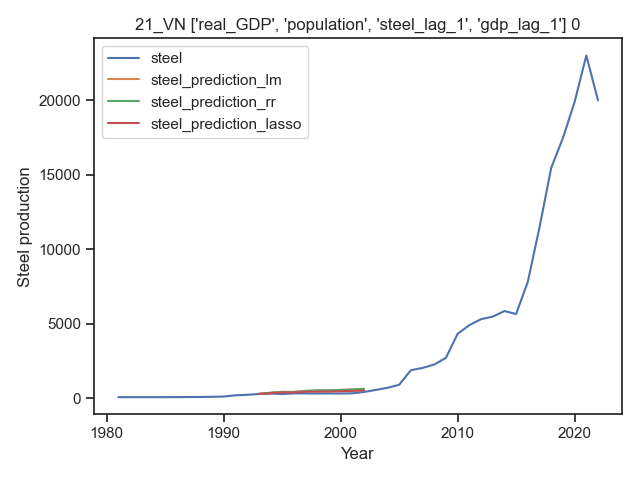 21_VN ['real_GDP', 'population', 'steel_lag_1', 'gdp_lag_1'] 0
steel
steel_prediction_lm
steel_prediction_rr
steel_prediction_lasso
Steel production
20000
15000
10000
5000
0
1980
1990
2000
2010
2020
Year